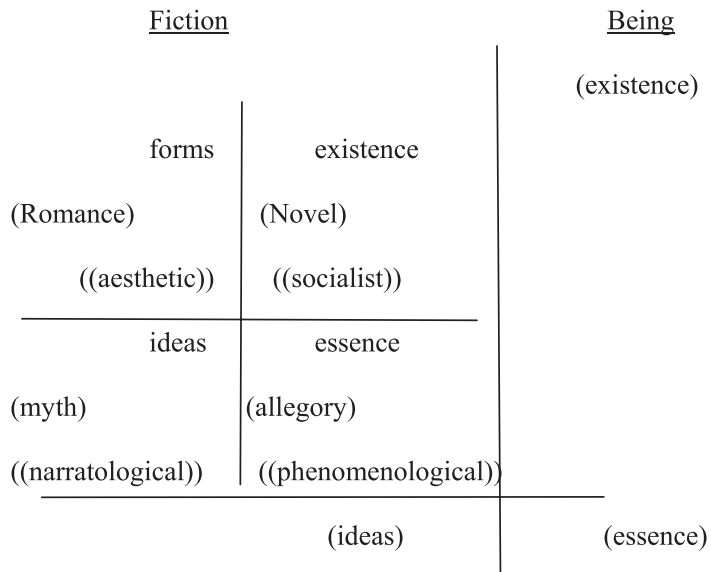 Fiction Being
(existence)
forms existence
(Romance) (Novel)
((aesthetic)) ((socialist))
ideas essence
(myth) (allegory)
((narratological)) ((phenomenological))
(ideas) (essence)